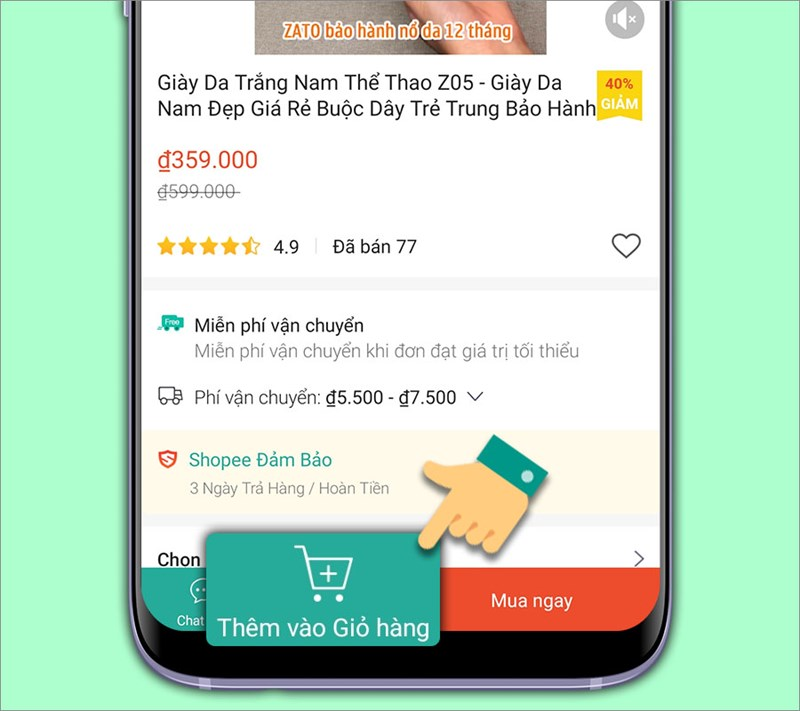 ZATO bảo hành nổ da 12 tháng
Giày Da Trắng Nam Thể Thao Z05 - Giày Da
Nam Đẹp Giá Rẻ Buộc Dây Trẻ Trung Bảo Hành
40%
GIẢM
₫359.000
₫599.000
4.9
Đã bán 77
Free
Miễn phí vận chuyển
Miễn phí vận chuyển khi đơn đạt giá trị tối thiểu
Phí vận chuyển: ₫5.500 - ₫7.500
Shopee Đảm Bảo
3 Ngày Trả Hàng / Hoàn Tiền
Chọn
Chat
Thêm vào Giỏ hàng
Mua ngay